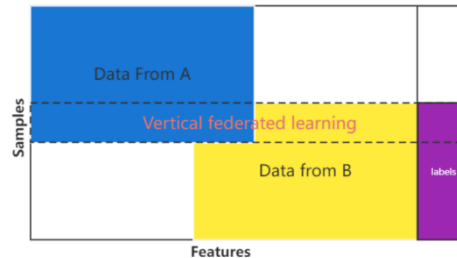 Data From A
Samples
Vertical federated learning
Data from B
labels
Features